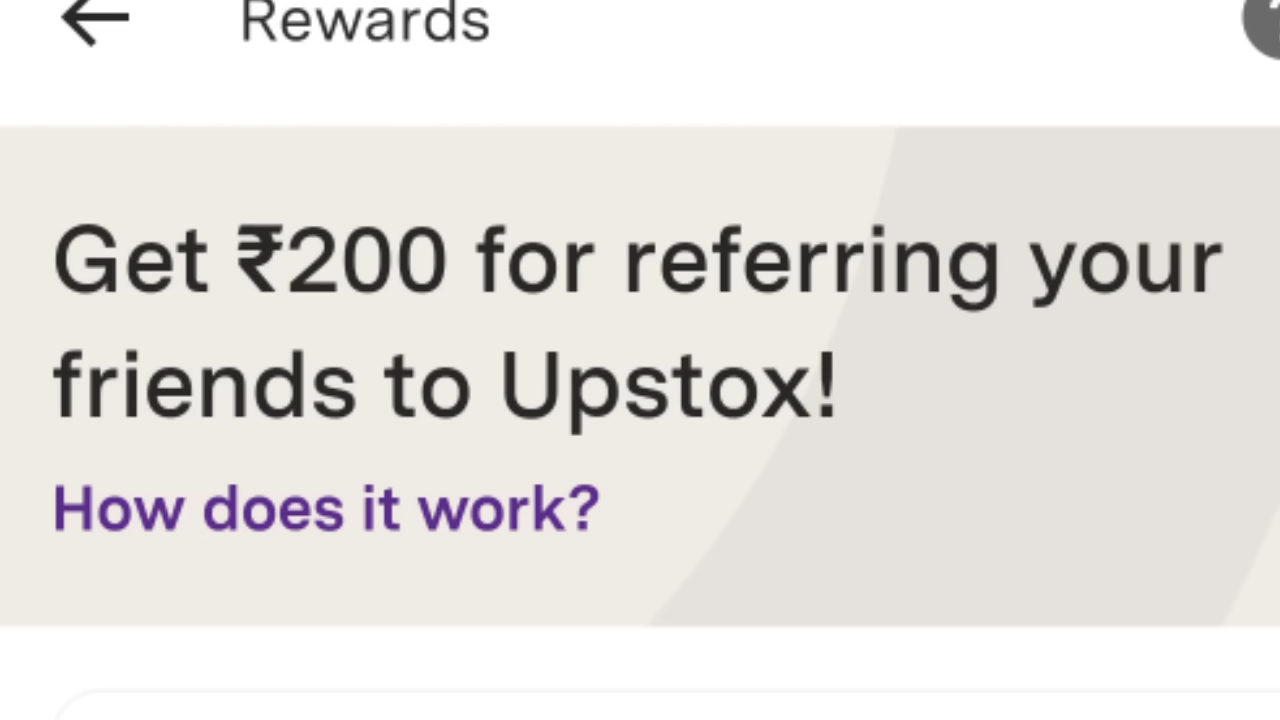 Rewards
Get ₹200 for referring your
friends to Upstox!
How does it work?